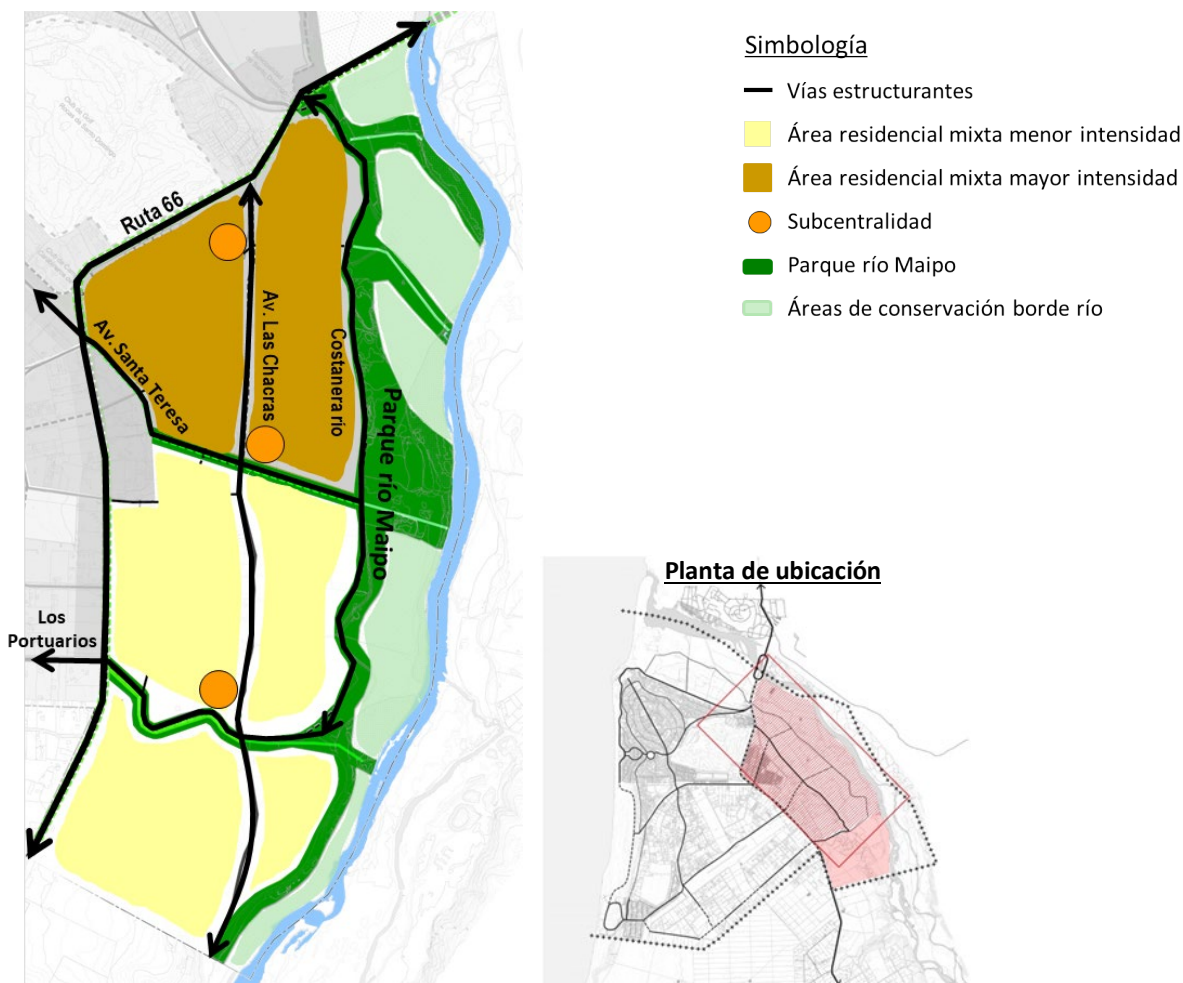 Simbología
Vías estructurantes
Área residencial mixta menor intensidad
Área residencial mixta mayor intensidad
Subcentralidad
Parque río Maipo
Áreas de conservación borde río
Ruta 66
Av. Santa Teresa
Av. Las Chacras
Costanera río
Parque río Maipo
Los
Portuarios
Planta de ubicación